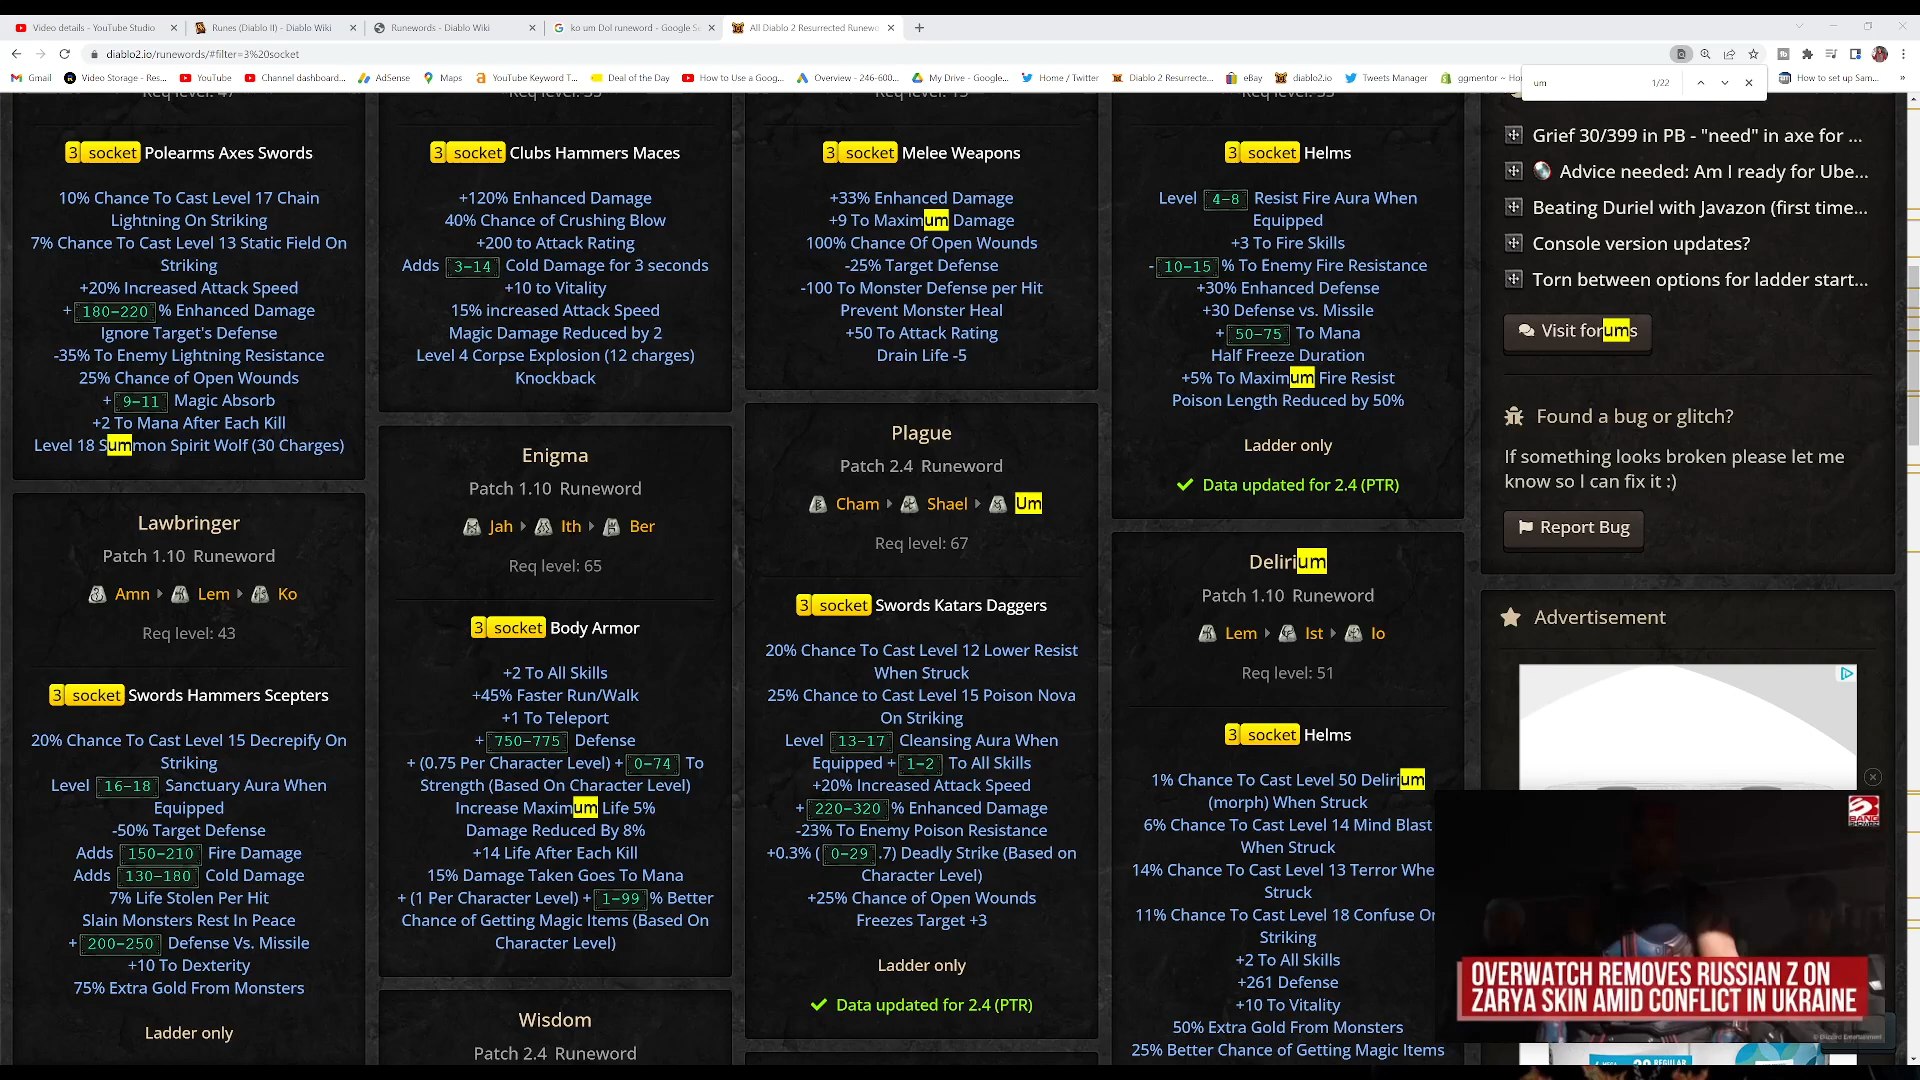 Video details - YouTube Studio
Runes (Diablo II) - Diablo Wiki
Runewords - Diablo Wiki
ko um Dol runeword - Google Se
All Diablo 2 Resurrected Runewo
diablo2.io/runewords/#filter=3%20socket
Gmail
Video Storage - Res...
YouTube
Channel dashboard...
AdSense
Maps
YouTube Keyword T...
Deal of the Day
How to Use a Goog...
Overview - 246-600...
My Drive - Google...
Home / Twitter
Diablo 2 Resurrecte...
eBay
diablo2.io
Tweets Manager
ggmentor ~ Ho
How to set up Sam...
um
1/22
3 socket Polearms Axes Swords
10% Chance To Cast Level 17 Chain
Lightning On Striking
7% Chance To Cast Level 13 Static Field On
Striking
+20% Increased Attack Speed
+ 180-220 % Enhanced Damage
Ignore Target's Defense
-35% To Enemy Lightning Resistance
25% Chance of Open Wounds
+ 9-11 Magic Absorb
+2 To Mana After Each Kill
Level 18 Summon Spirit Wolf (30 Charges)
Lawbringer
Patch 1.10 Runeword
Amn Lem Ko
Req level: 43
3 socket Swords Hammers Scepters
20% Chance To Cast Level 15 Decrepify On
Striking
Level 16-18 Sanctuary Aura When
Equipped
-50% Target Defense
Adds 150-210 Fire Damage
Adds 130-180 Cold Damage
7% Life Stolen Per Hit
Slain Monsters Rest In Peace
+ 200-250 Defense Vs. Missile
+10 To Dexterity
75% Extra Gold From Monsters
Ladder only
3 socket Clubs Hammers Maces
+120% Enhanced Damage
40% Chance of Crushing Blow
+200 to Attack Rating
Adds 3-14 Cold Damage for 3 seconds
+10 to Vitality
15% increased Attack Speed
Magic Damage Reduced by 2
Level 4 Corpse Explosion (12 charges)
Knockback
Enigma
Patch 1.10 Runeword
Jah Ith Ber
Req level: 65
3 socket Body Armor
+2 To All Skills
+45% Faster Run/Walk
+1 To Teleport
+ 750-775 Defense
+ (0.75 Per Character Level) + 0-74 To
Strength (Based On Character Level)
Increase Maximum Life 5%
Damage Reduced By 8%
+14 Life After Each Kill
15% Damage Taken Goes To Mana
+ (1 Per Character Level) + 1-99 % Better
Chance of Getting Magic Items (Based On
Character Level)
Wisdom
Patch 2.4 Runeword
3 socket Melee Weapons
+33% Enhanced Damage
+9 To Maximum Damage
100% Chance Of Open Wounds
-25% Target Defense
-100 To Monster Defense per Hit
Prevent Monster Heal
+50 To Attack Rating
Drain Life -5
Plague
Patch 2.4 Runeword
Cham Shael Um
Req level: 67
3 socket Swords Katars Daggers
20% Chance To Cast Level 12 Lower Resist
When Struck
25% Chance to Cast Level 15 Poison Nova
On Striking
Level 13-17 Cleansing Aura When
Equipped + 1-2 To All Skills
+20% Increased Attack Speed
+ 220-320 % Enhanced Damage
-23% To Enemy Poison Resistance
+0.3% ( 0-29 .7) Deadly Strike (Based on
Character Level)
+25% Chance of Open Wounds
Freezes Target +3
Ladder only
Data updated for 2.4 (PTR)
3 socket Helms
Level 4-8 Resist Fire Aura When
Equipped
+3 To Fire Skills
- 10-15 % To Enemy Fire Resistance
+30% Enhanced Defense
+30 Defense vs. Missile
+ 50-75 To Mana
Half Freeze Duration
+5% To Maximum Fire Resist
Poison Length Reduced by 50%
Ladder only
Data updated for 2.4 (PTR)
Delirium
Patch 1.10 Runeword
Lem Ist Io
Req level: 51
3 socket Helms
1% Chance To Cast Level 50 Delirium
(morph) When Struck
6% Chance To Cast Level 14 Mind Blast
When Struck
14% Chance To Cast Level 13 Terror Whe
Struck
11% Chance To Cast Level 18 Confuse On
Striking
+2 To All Skills
+261 Defense
+10 To Vitality
50% Extra Gold From Monsters
25% Better Chance of Getting Magic Items
Grief 30/399 in PB - "need" in axe for ...
Advice needed: Am I ready for Ube...
Beating Duriel with Javazon (first time...
Console version updates?
Torn between options for ladder start...
Visit forums
Found a bug or glitch?
If something looks broken please let me
know so I can fix it :)
Report Bug
Advertisement
OVERWATCH REMOVES RUSSIAN Z ON
ZARYA SKIN AMID CONFLICT IN UKRAINE